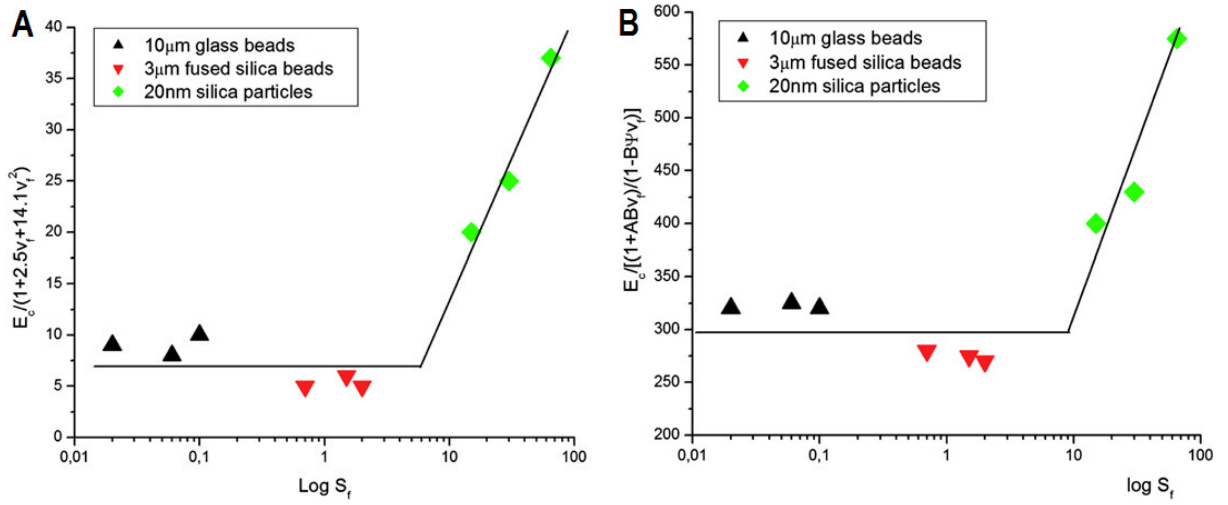 A
10μm glass beads
3μm fused silica beads
20nm silica particles
E_c/(1+2.5v_f+14.1v_f^2)
40
35
30
25
20
15
10
5
0
0,01
0,1
1
10
100
Log S_f
B
10μm glass beads
3μm fused silica beads
20nm silica particles
E_c/[(1+ABv_f)/(1-BΨv_f)]
600
550
500
450
400
350
300
250
200
0,01
0,1
1
10
100
log S_f